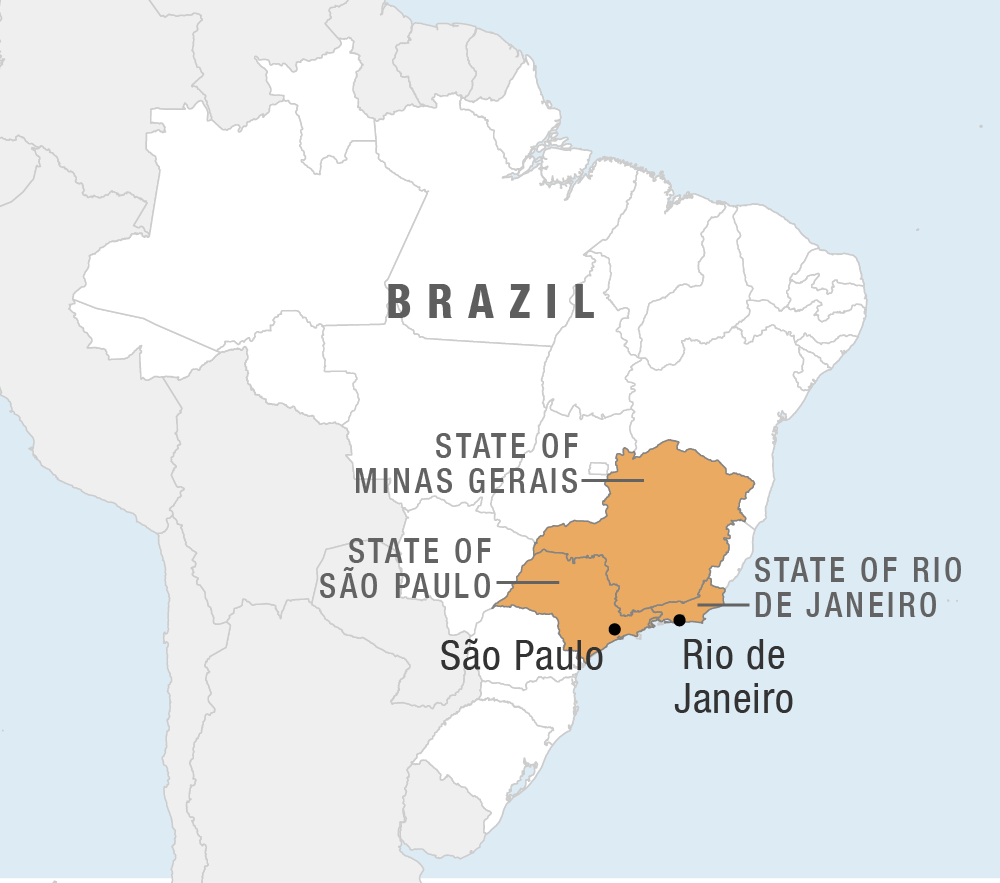 BRAZIL
STATE OF
MINAS GERAIS
STATE OF
SÃO PAULO
STATE OF RIO
DE JANEIRO
São Paulo
Rio de
Janeiro